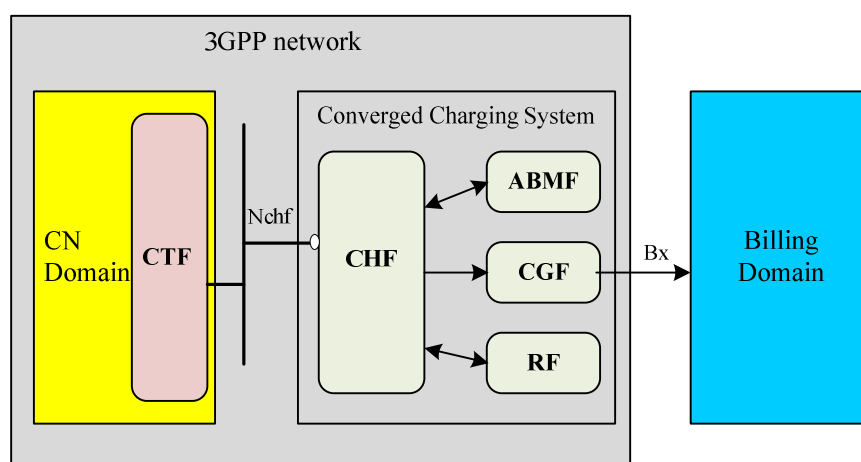 3GPP network
Converged Charging System
CN
Domain
CTF
Nchf
CHF
ABMF
CGF
RF
Bx
Billing
Domain